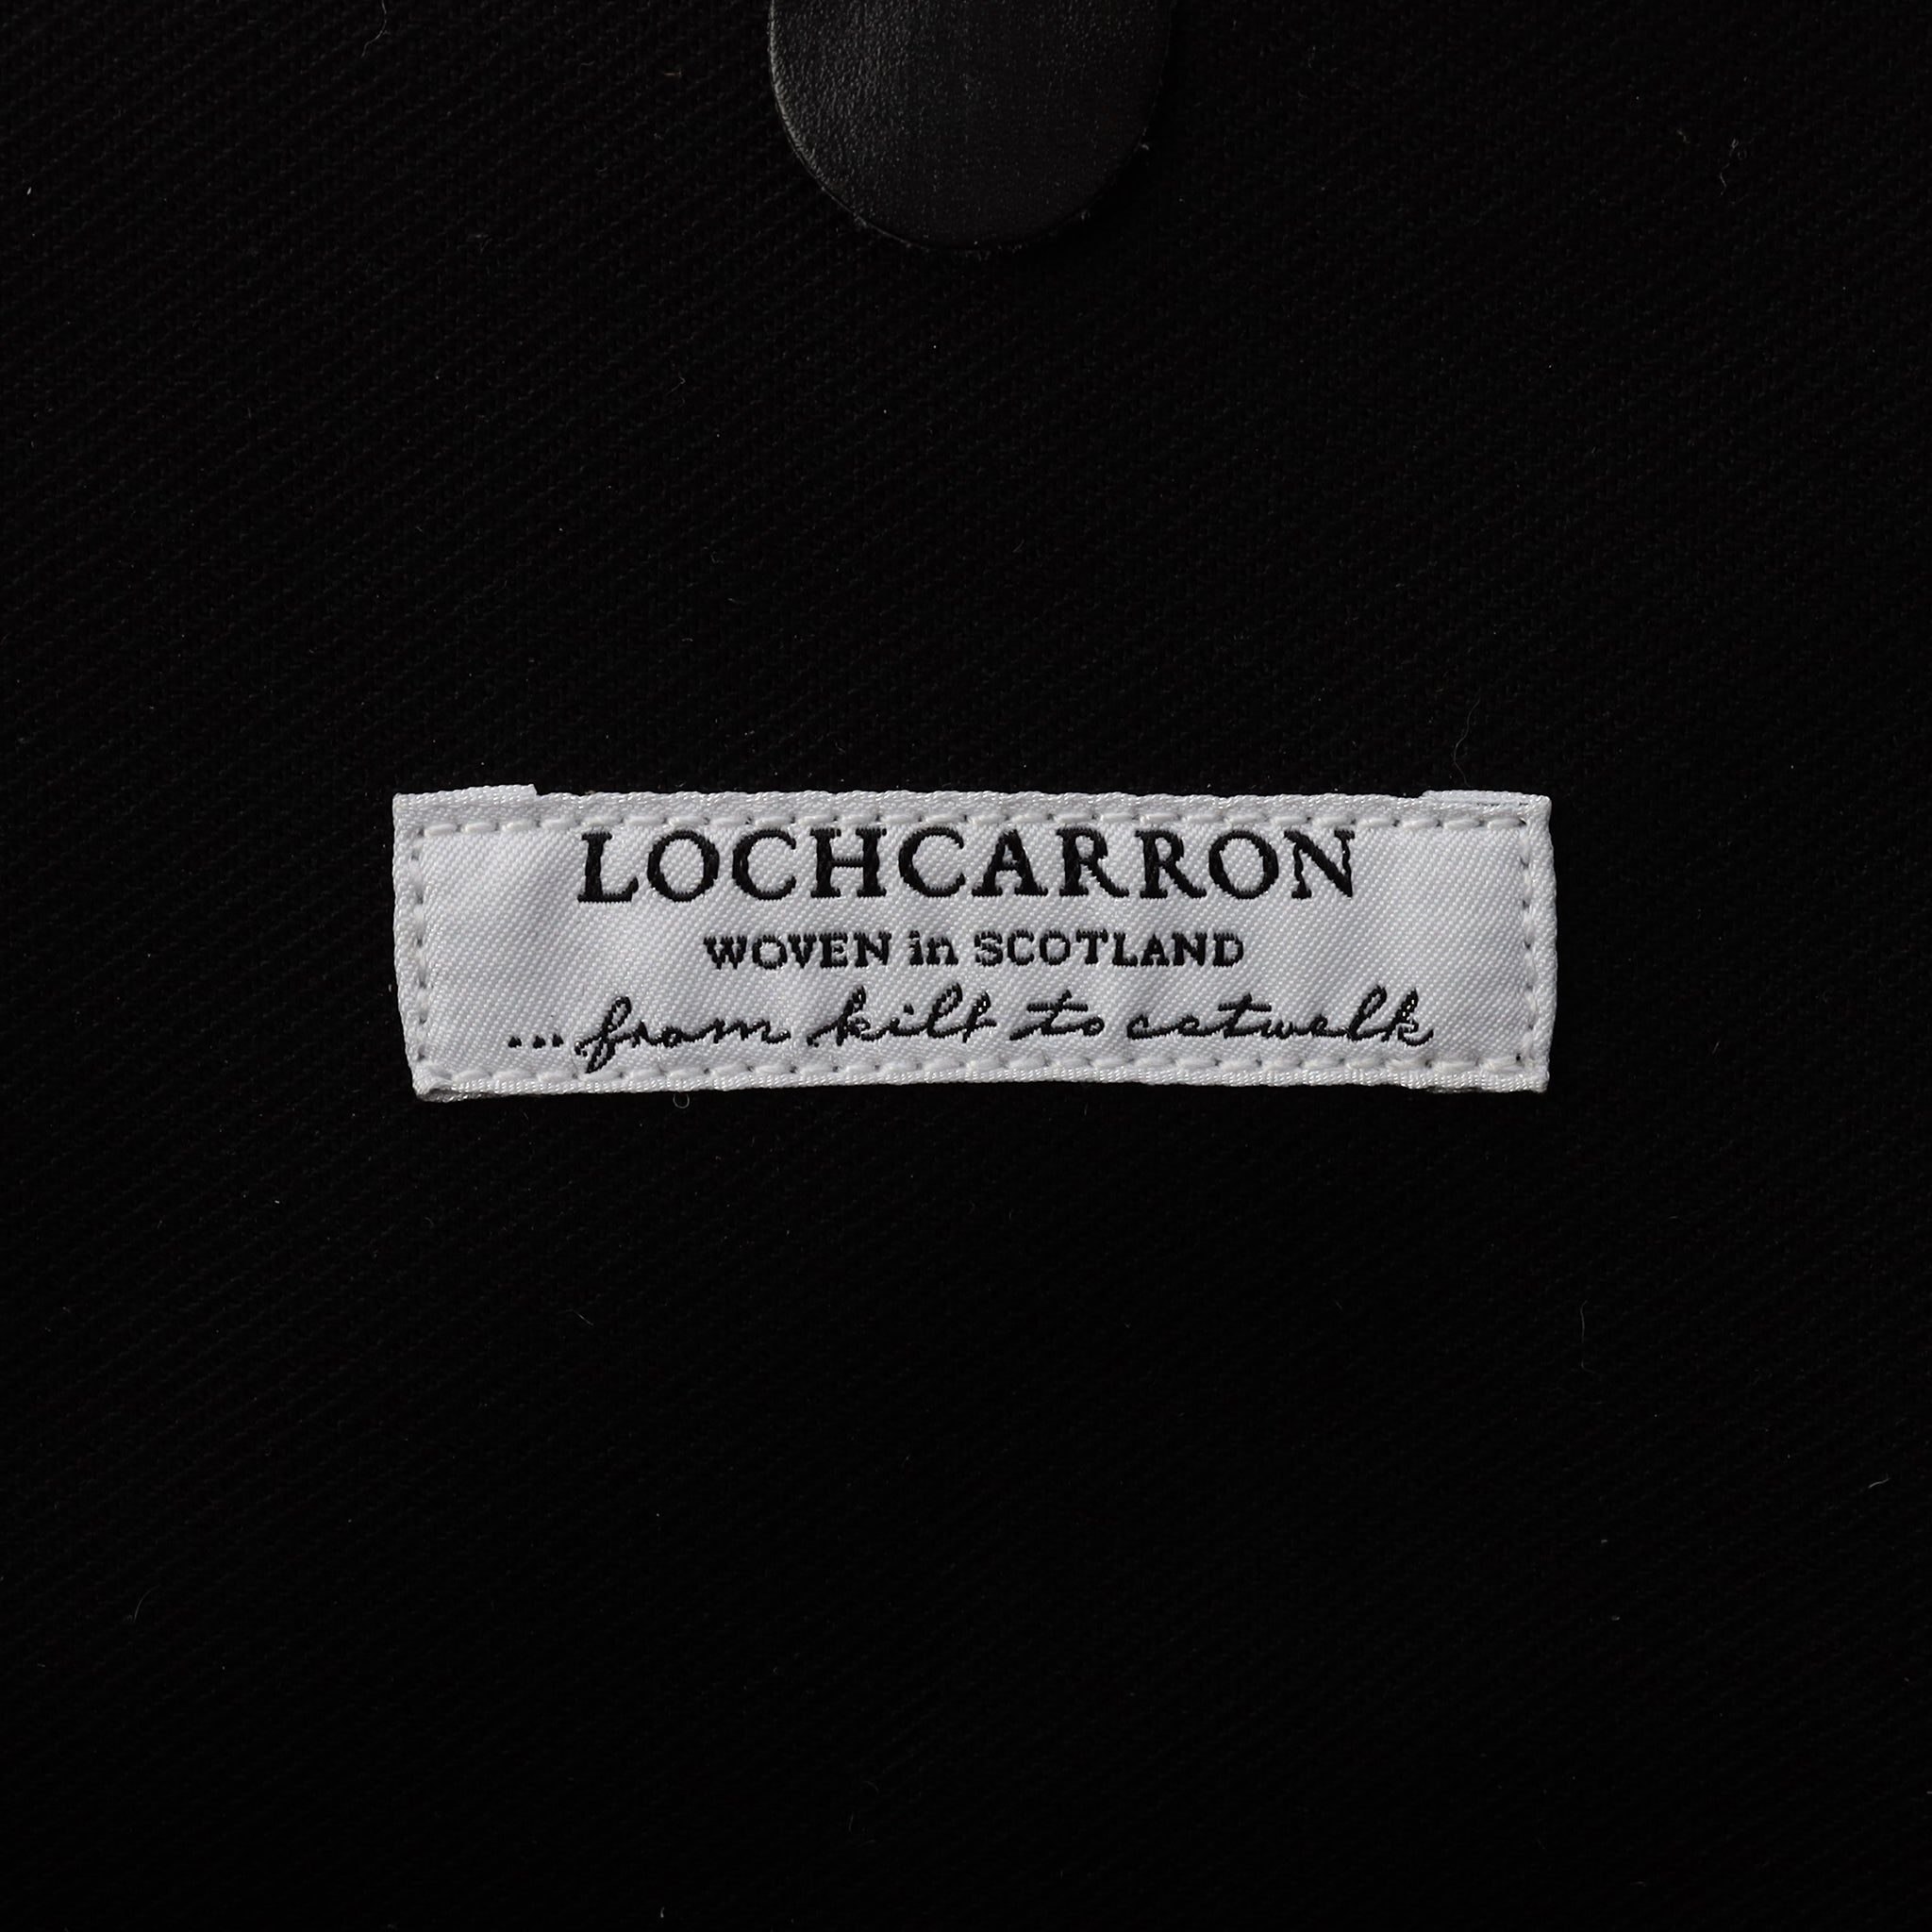 LOCHCARRON
WOVEN in SCOTLAND
...from kilt to catwalk